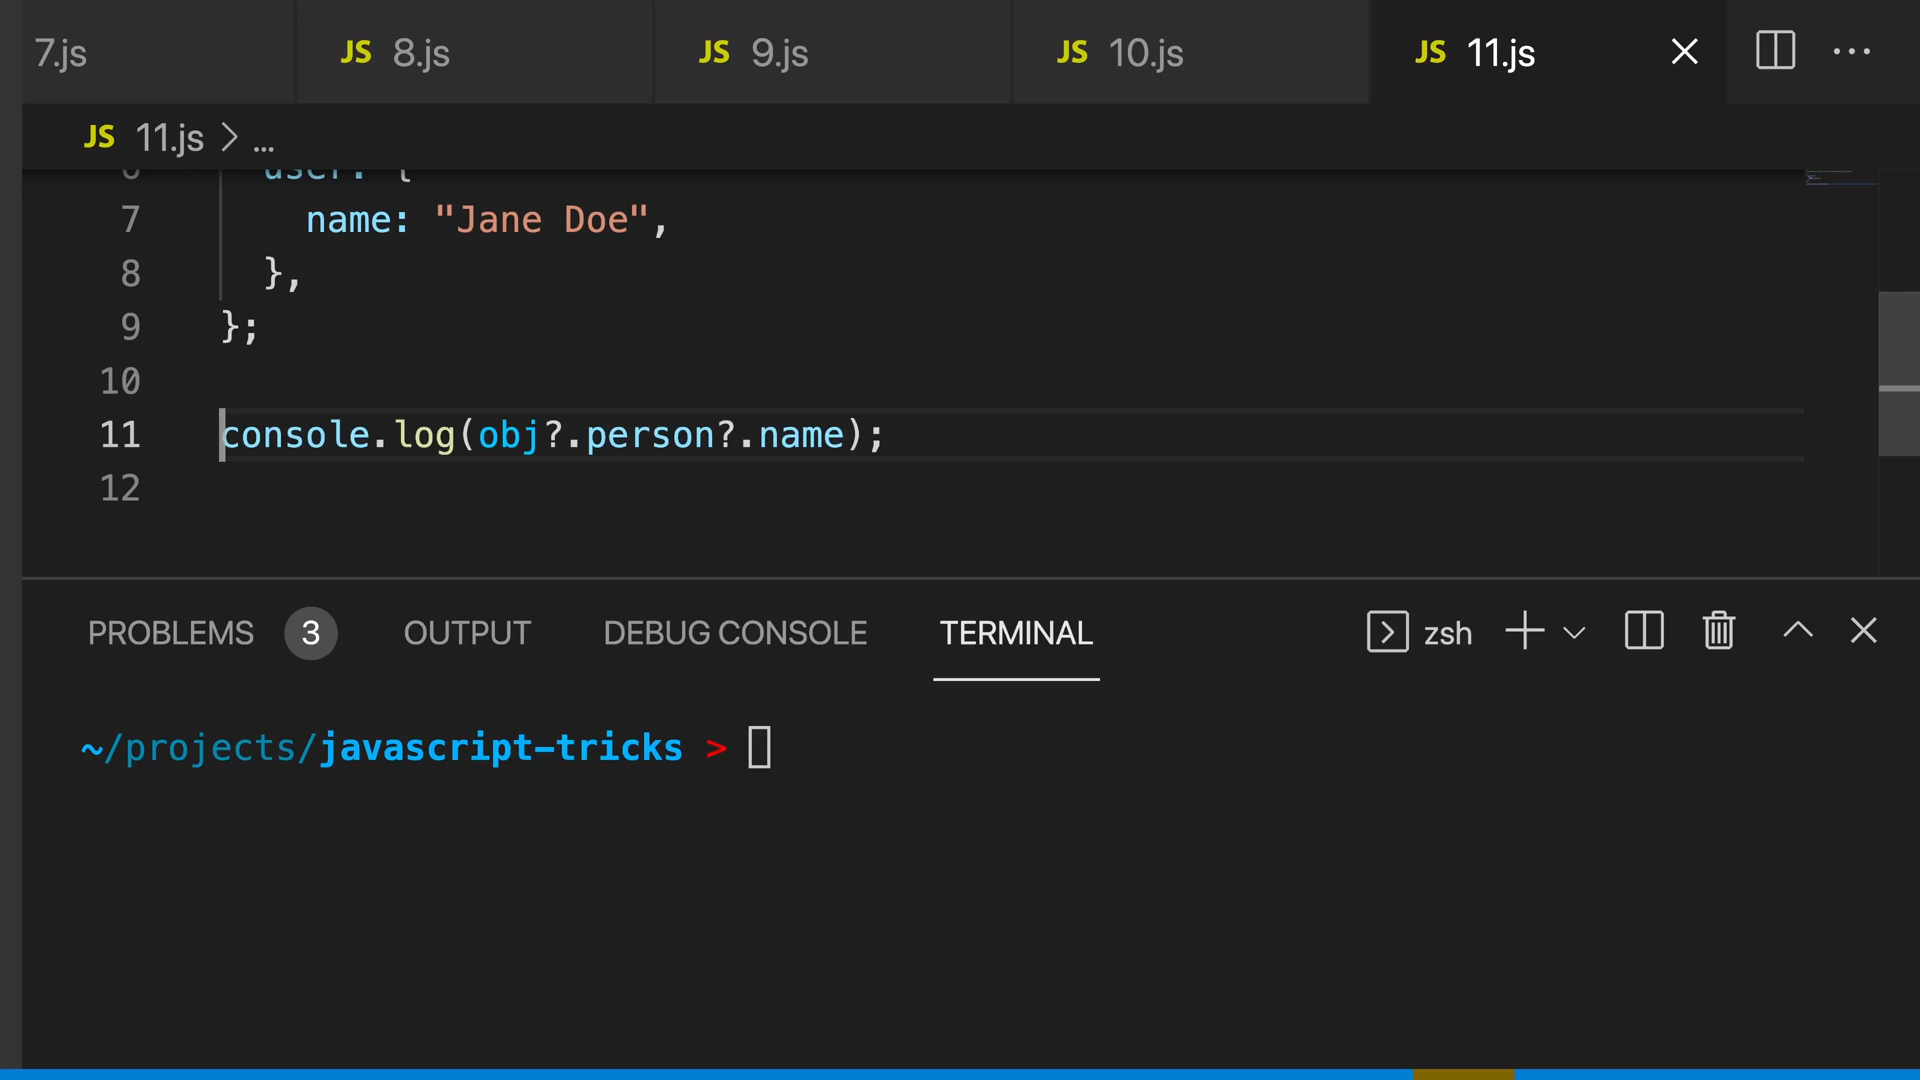 7.js JS 8.js JS 9.js JS 10.js JS 11.js
JS 11.js > ...
6 user: {
7 name: "Jane Doe",
8 },
9 };
10
11 console.log(obj?.person?.name);
12
PROBLEMS 3 OUTPUT DEBUG CONSOLE TERMINAL zsh
~/projects/javascript-tricks >